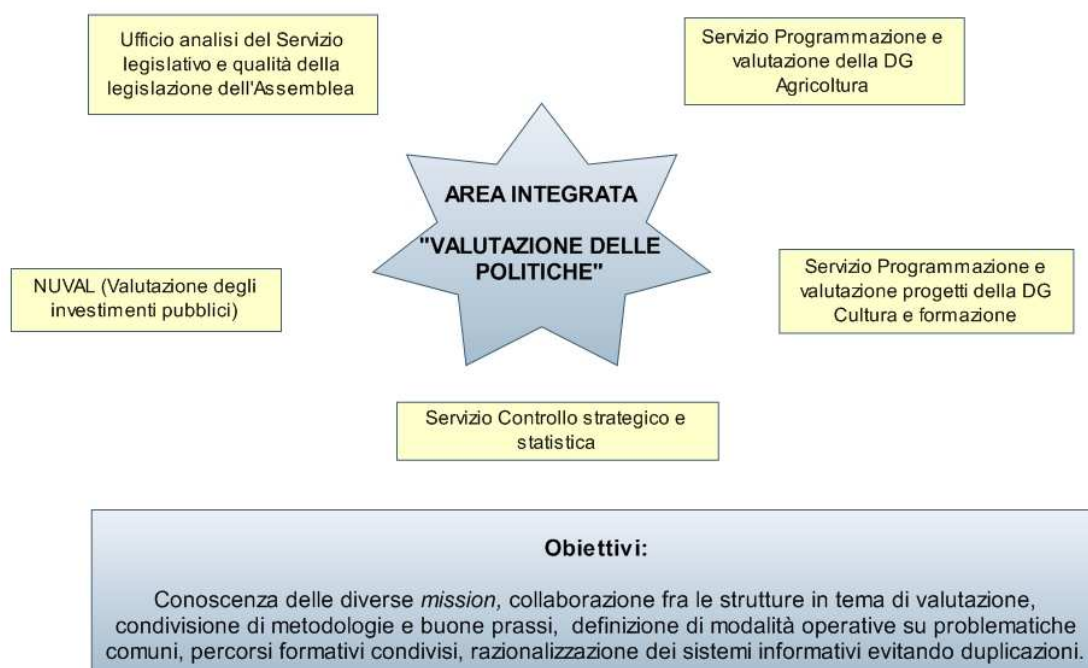 Ufficio analisi del Servizio
legislativo e qualità della
legislazione dell'Assemblea
Servizio Programmazione e
valutazione della DG
Agricoltura
AREA INTEGRATA
"VALUTAZIONE DELLE
POLITICHE"
NUVAL (Valutazione degli
investimenti pubblici)
Servizio Programmazione e
valutazione progetti della DG
Cultura e formazione
Servizio Controllo strategico e
statistica
Obiettivi:
Conoscenza delle diverse mission, collaborazione fra le strutture in tema di valutazione,
condivisione di metodologie e buone prassi, definizione di modalità operative su problematiche
comuni, percorsi formativi condivisi, razionalizzazione dei sistemi informativi evitando duplicazioni.